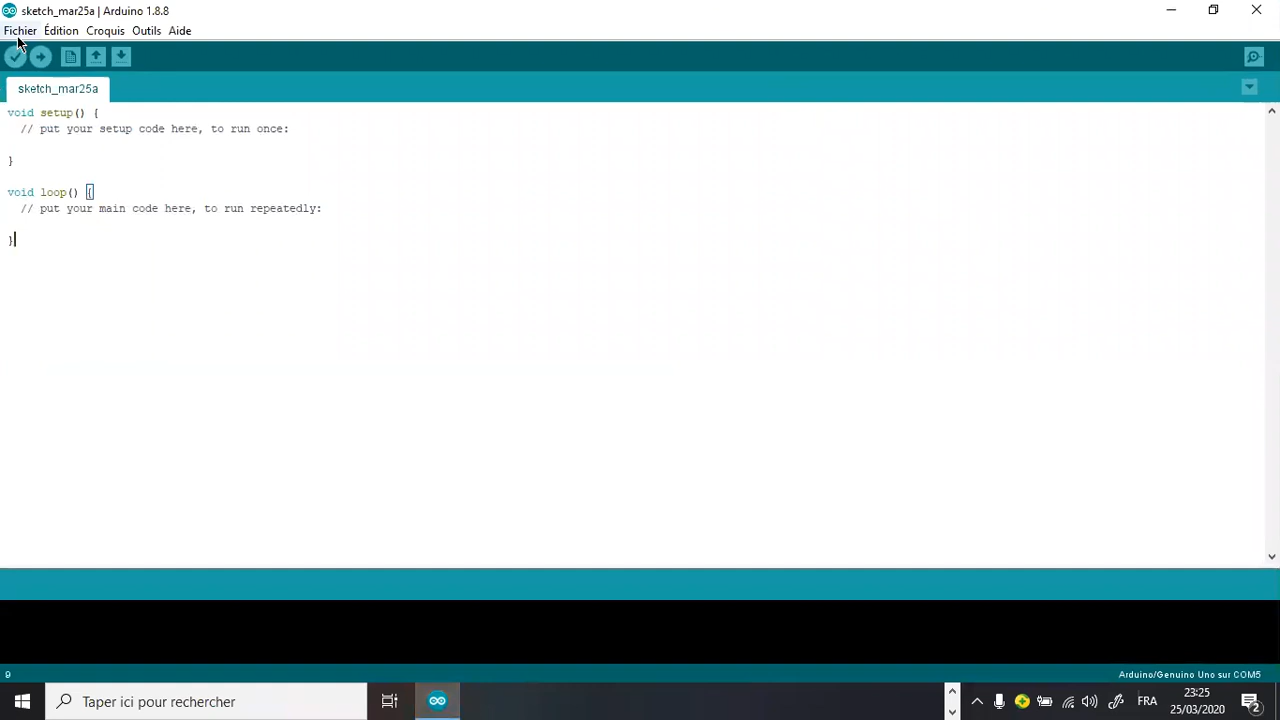 sketch_mar25a | Arduino 1.8.8
Fichier Édition Croquis Outils Aide
sketch_mar25a
void setup() {
// put your setup code here, to run once:
}
void loop() {
// put your main code here, to run repeatedly:
}
9
Arduino/Genuino Uno sur COM5
Taper ici pour rechercher
FRA
23:25
25/03/2020
2